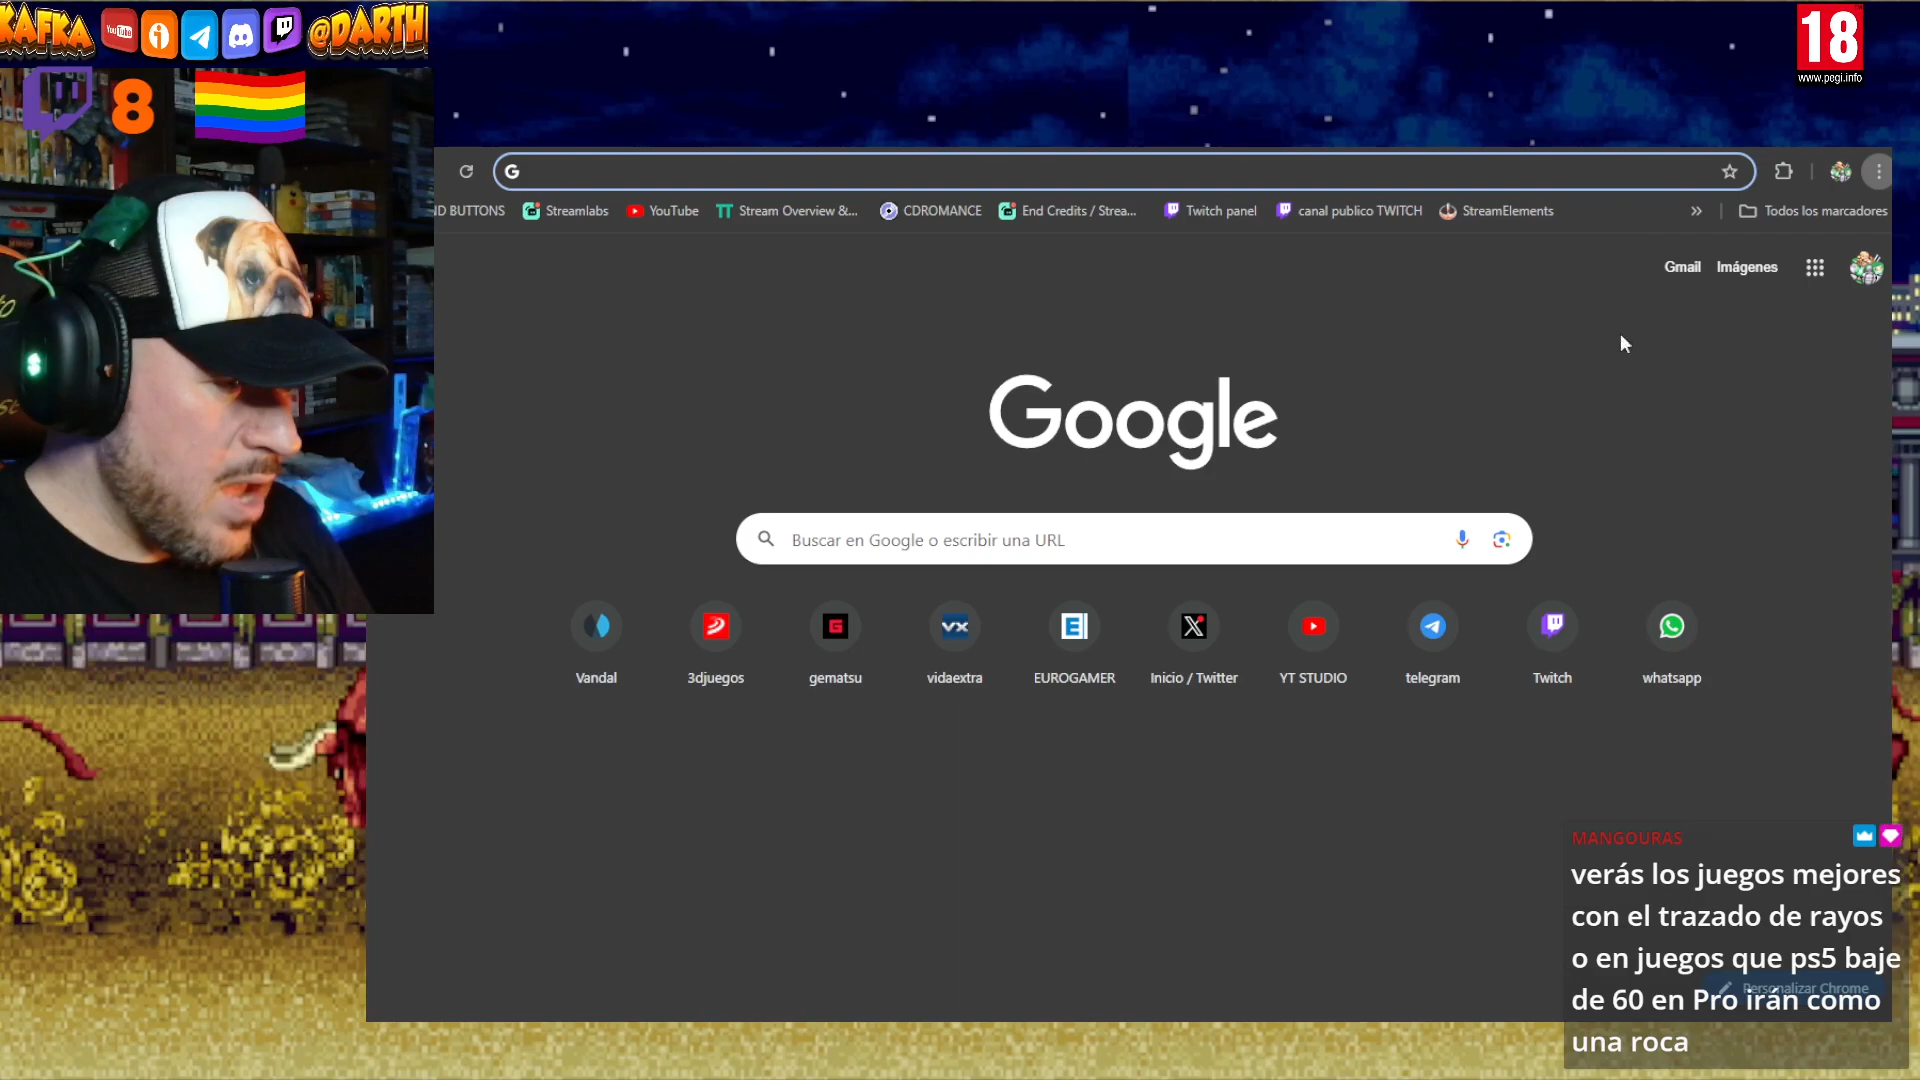 KAFKA
YouTube
@DARTH
18
www.pegi.info
8
ND BUTTONS
Streamlabs
YouTube
Stream Overview &...
CDROMANCE
End Credits / Strea...
Twitch panel
canal publico TWITCH
StreamElements
Todos los marcadores
Gmail
Imágenes
Google
Buscar en Google o escribir una URL
Vandal
3djuegos
gematsu
vidaextra
EUROGAMER
Inicio / Twitter
YT STUDIO
telegram
Twitch
whatsapp
MANGOURAS
verás los juegos mejores
con el trazado de rayos
o en juegos que ps5 baje
Personalizar Chrome
de 60 en Pro irán como
una roca